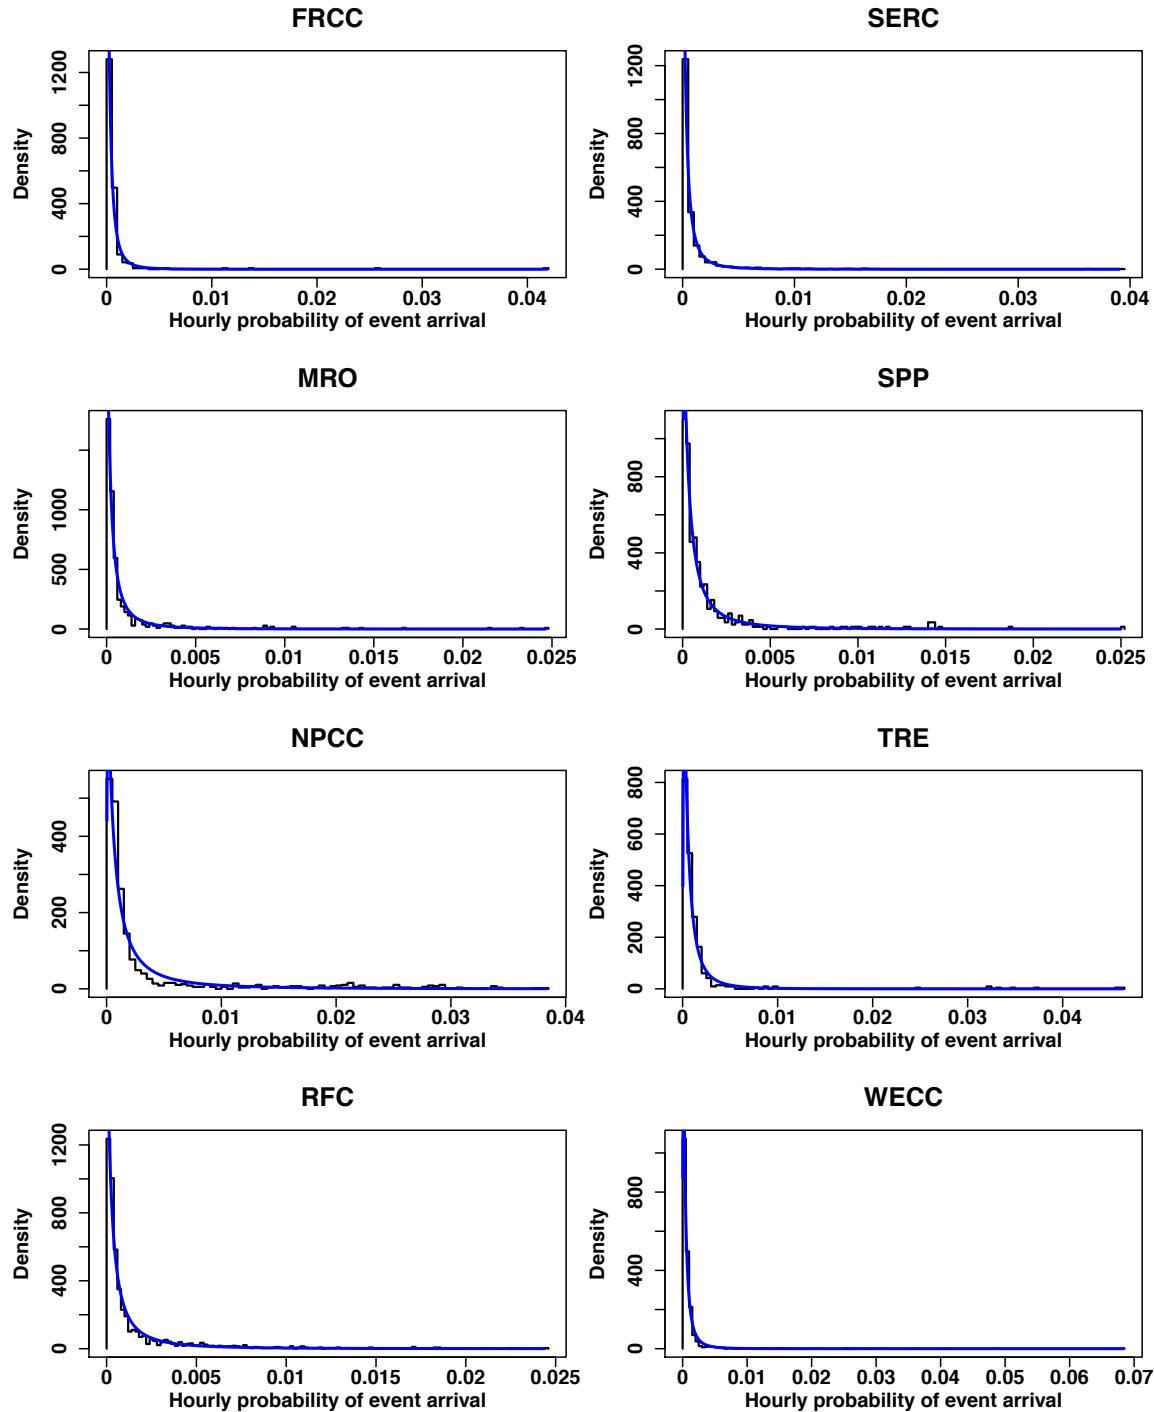 FRCC
1200
800
400
0
Density
0 0.01 0.02 0.03 0.04
Hourly probability of event arrival
SERC
1200
800
400
0
Density
0 0.01 0.02 0.03 0.04
Hourly probability of event arrival
MRO
1000
500
0
Density
0 0.005 0.01 0.015 0.02 0.025
Hourly probability of event arrival
SPP
800
400
0
Density
0 0.005 0.01 0.015 0.02 0.025
Hourly probability of event arrival
NPCC
400
200
0
Density
0 0.01 0.02 0.03 0.04
Hourly probability of event arrival
TRE
800
600
400
200
0
Density
0 0.01 0.02 0.03 0.04
Hourly probability of event arrival
RFC
1200
800
400
0
Density
0 0.005 0.01 0.015 0.02 0.025
Hourly probability of event arrival
WECC
800
400
0
Density
0 0.01 0.02 0.03 0.04 0.05 0.06 0.07
Hourly probability of event arrival